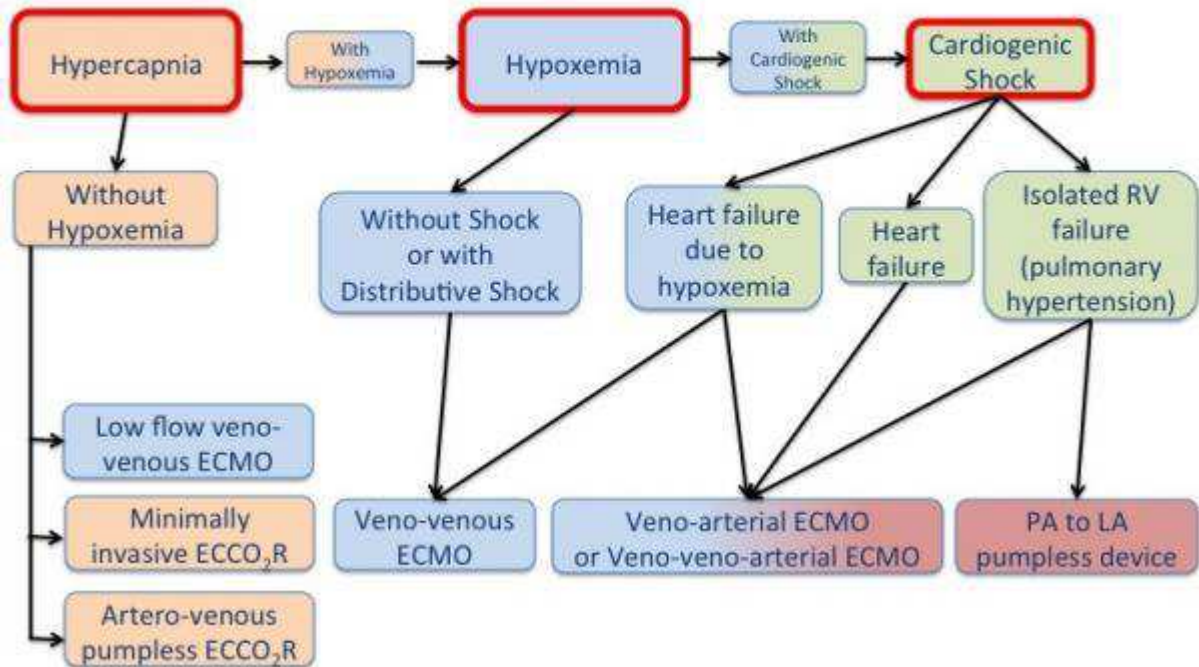 Hypercapnia
With
Hypoxemia
Hypoxemia
With
Cardiogenic
Shock
Cardiogenic
Shock
Without
Hypoxemia
Without Shock
or with
Distributive Shock
Heart failure
due to
hypoxemia
Heart
failure
Isolated RV
failure
(pulmonary
hypertension)
Low flow veno-
venous ECMO
Minimally
invasive ECCO₂R
Artero-venous
pumpless ECCO₂R
Veno-venous
ECMO
Veno-arterial ECMO
or Veno-veno-arterial ECMO
PA to LA
pumpless device